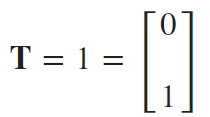 T = 1 = [0
1]